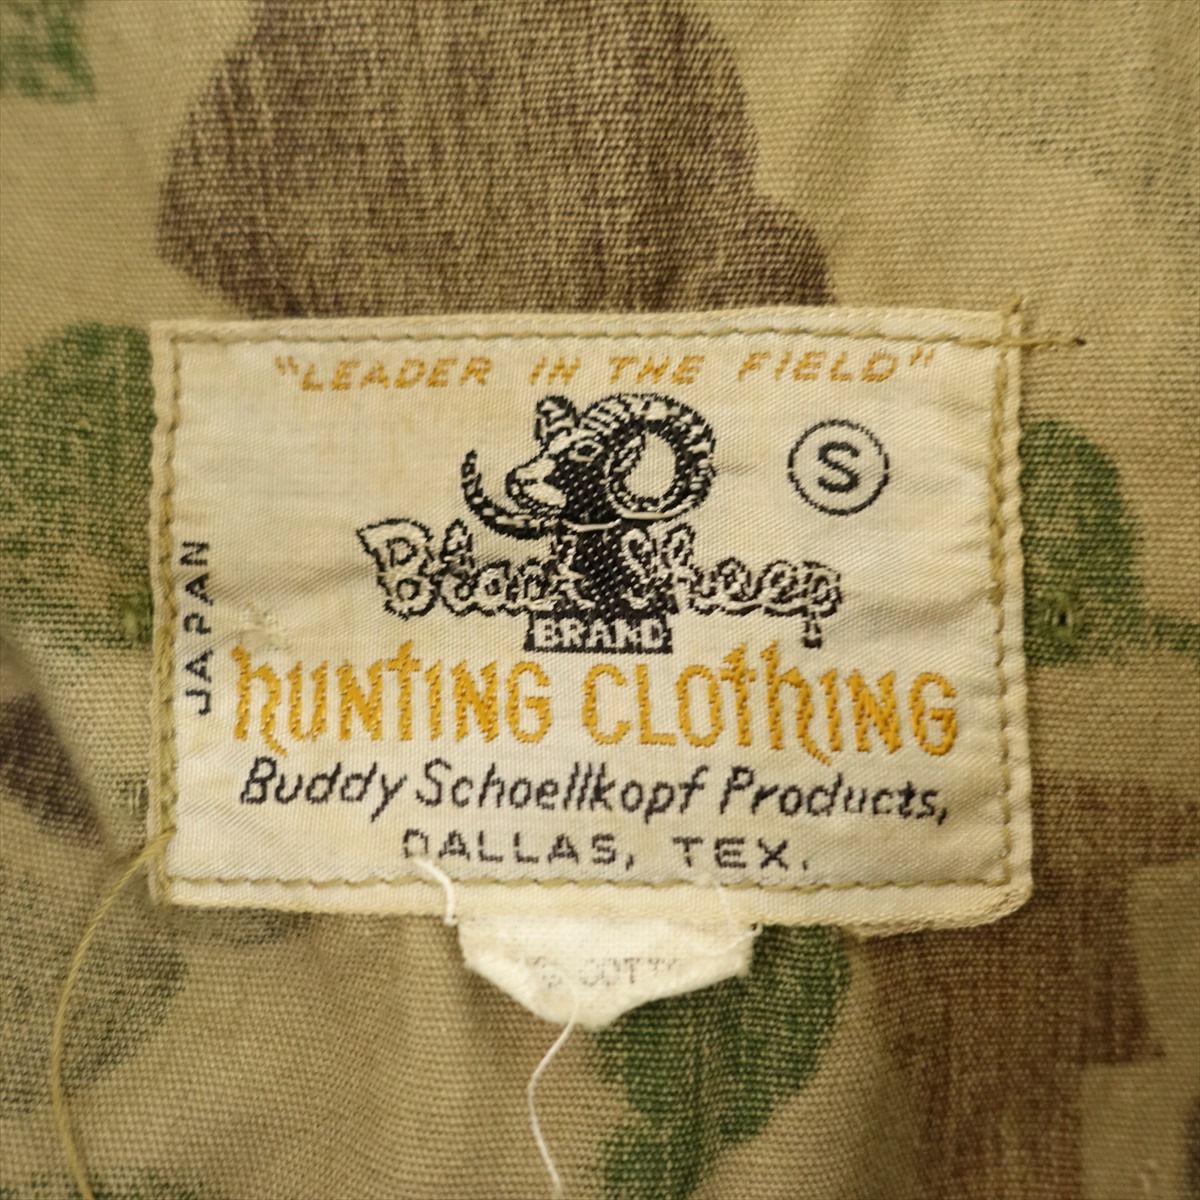 "LEADER IN THE FIELD"
S
Black Sheep
BRAND
JAPAN
HUNTING CLOTHING
Buddy Schoellkopf Products,
DALLAS, TEX.